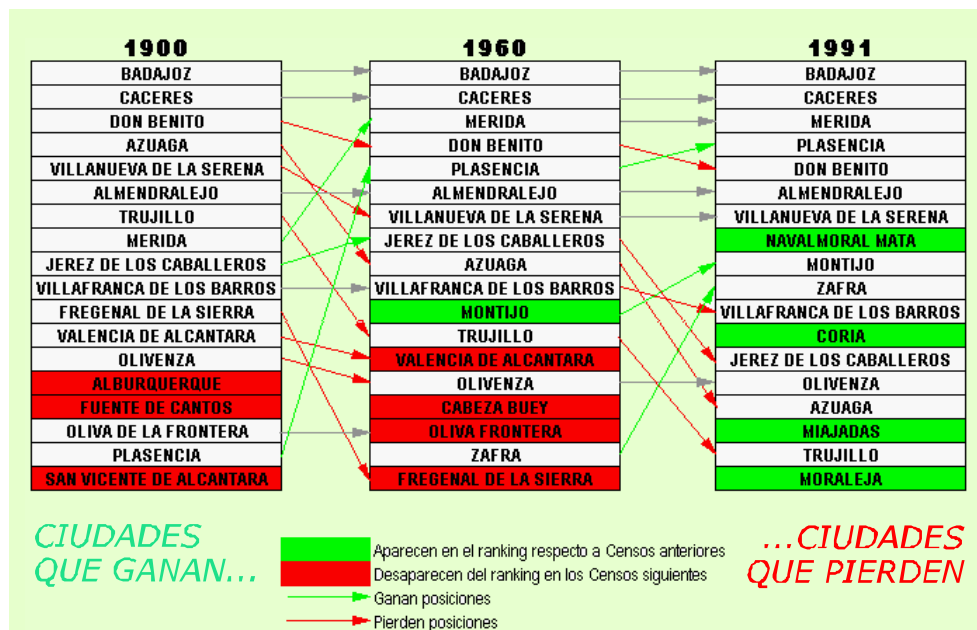 1900
BADAJOZ
CACERES
DON BENITO
AZUAGA
VILLANUEVA DE LA SERENA
ALMENDRALEJO
TRUJILLO
MERIDA
JEREZ DE LOS CABALLEROS
VILLAFRANCA DE LOS BARROS
FREGENAL DE LA SIERRA
VALENCIA DE ALCANTARA
OLIVENZA
ALBURQUERQUE
FUENTE DE CANTOS
OLIVA DE LA FRONTERA
PLASENCIA
SAN VICENTE DE ALCANTARA
1960
BADAJOZ
CACERES
MERIDA
DON BENITO
PLASENCIA
ALMENDRALEJO
VILLANUEVA DE LA SERENA
JEREZ DE LOS CABALLEROS
AZUAGA
VILLAFRANCA DE LOS BARROS
MONTIJO
TRUJILLO
VALENCIA DE ALCANTARA
OLIVENZA
CABEZA BUEY
OLIVA FRONTERA
ZAFRA
FREGENAL DE LA SIERRA
1991
BADAJOZ
CACERES
MERIDA
PLASENCIA
DON BENITO
ALMENDRALEJO
VILLANUEVA DE LA SERENA
NAVALMORAL MATA
MONTIJO
ZAFRA
VILLAFRANCA DE LOS BARROS
CORIA
JEREZ DE LOS CABALLEROS
OLIVENZA
AZUAGA
MIAJADAS
TRUJILLO
MORALEJA
CIUDADES
QUE GANAN...
Aparecen en el ranking respecto a Censos anteriores
Desaparecen del ranking en los Censos siguientes
Ganan posiciones
Pierden posiciones
...CIUDADES
QUE PIERDEN